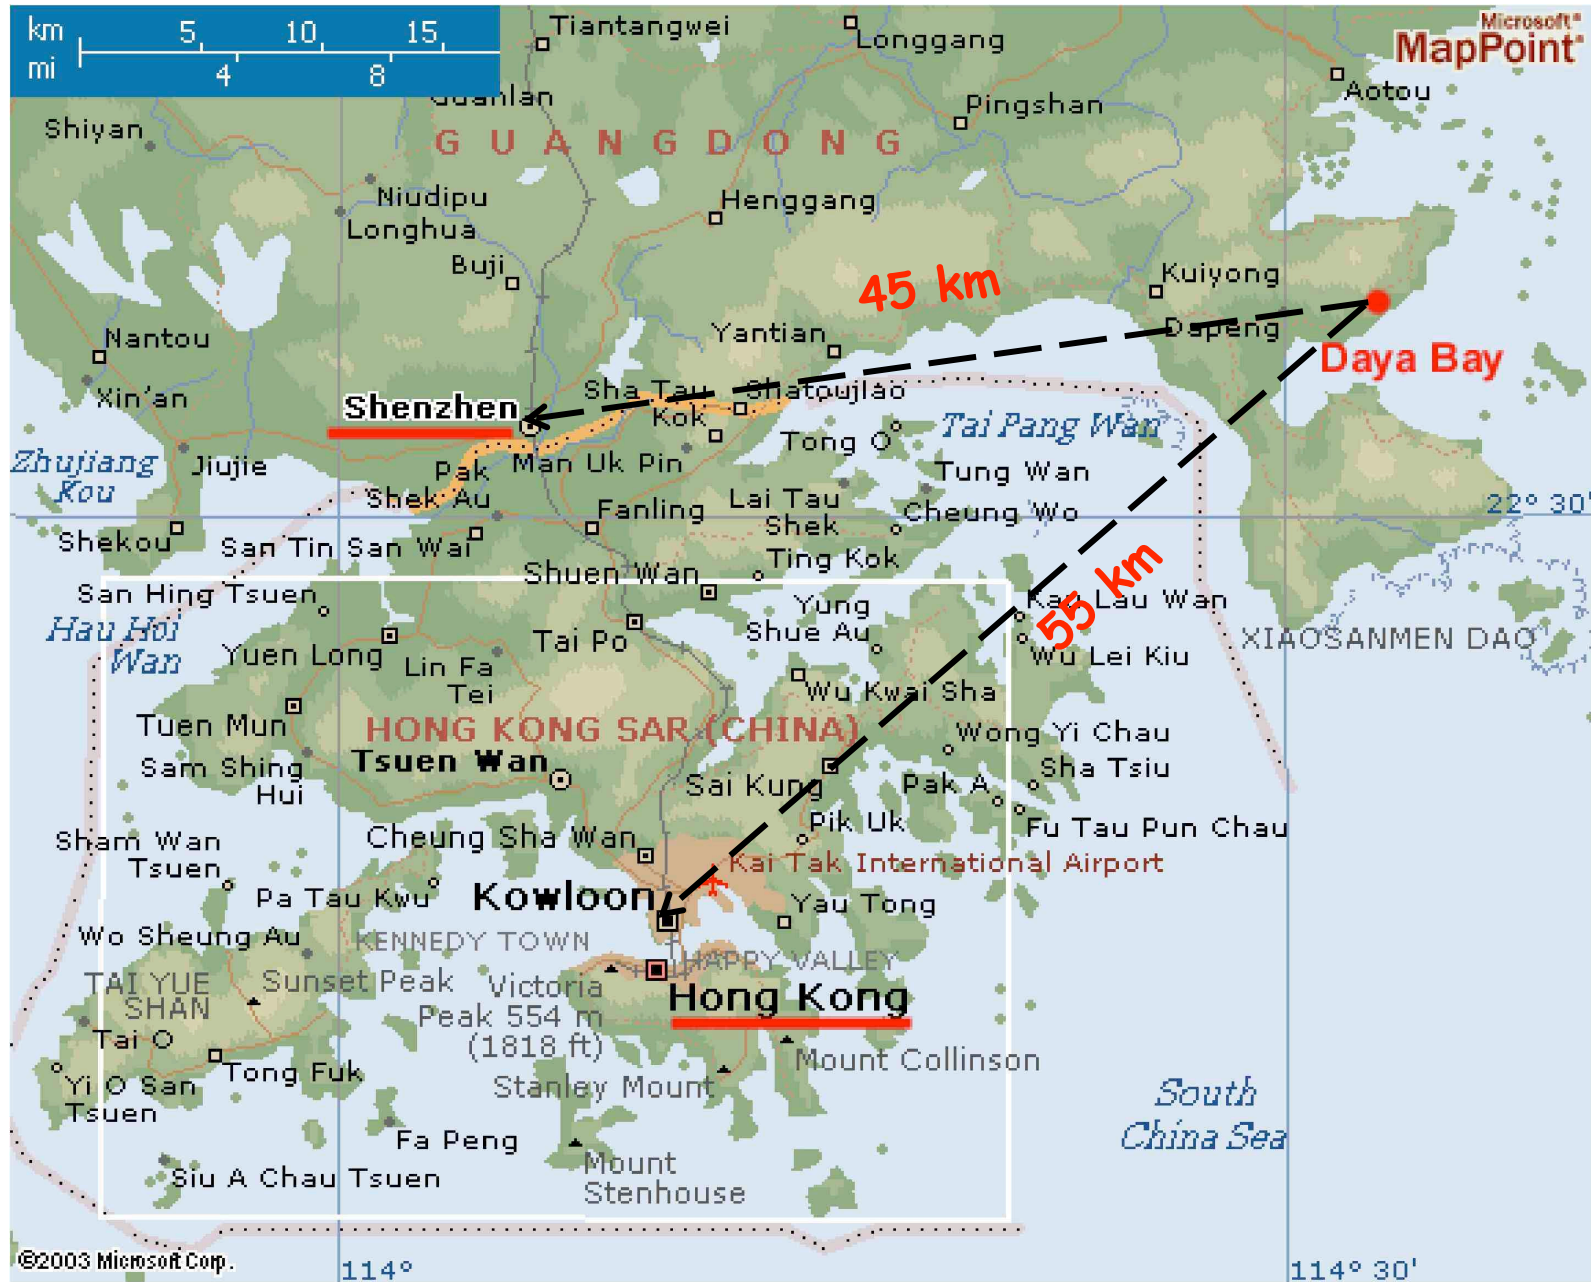 km 5 10 15
mi 4 8
Microsoft®
MapPoint®
Tiantangwei
Longgang
Aotou
Guanlan
Pingshan
Shiyan
GUANGDONG
Niudipu
Henggang
Longhua
Buji
Kuiyong
45 km
Nantou
Yantian
Dapeng
Daya Bay
Xin'an
Sha Tau
Kok
Shatoujiao
Shenzhen
Tong O
Tai Pang Wan
Zhujiang
Kou
Jiujie
Pak
Shek Au
Man Uk Pin
Tung Wan
Lai Tau
Shek
Fanling
Cheung Wo
22° 30'
Shekou
San Tin San Wai
Ting Kok
Shuen Wan
55 km
San Hing Tsuen
Yung
Shue Au
Kau Lau Wan
Hau Hoi
Wan
Tai Po
XIAOSANMEN DAO
Yuen Long
Lin Fa
Tei
Wu Lei Kiu
Wu Kwai Sha
Tuen Mun
HONG KONG SAR (CHINA)
Wong Yi Chau
Sam Shing
Hui
Tsuen Wan
Sai Kung
Pak A
Sha Tsiu
Pik Uk
Fu Tau Pun Chau
Sham Wan
Tsuen
Cheung Sha Wan
Kai Tak International Airport
Pa Tau Kwu
Kowloon
Yau Tong
Wo Sheung Au
KENNEDY TOWN
HAPPY VALLEY
TAI YUE
SHAN
Sunset Peak
Victoria
Peak 554 m
(1818 ft)
Hong Kong
Tai O
Mount Collinson
Tong Fuk
Yi O San
Tsuen
Stanley Mount
South
China Sea
Fa Peng
Siu A Chau Tsuen
Mount
Stenhouse
©2003 Microsoft Corp.
114°
114° 30'